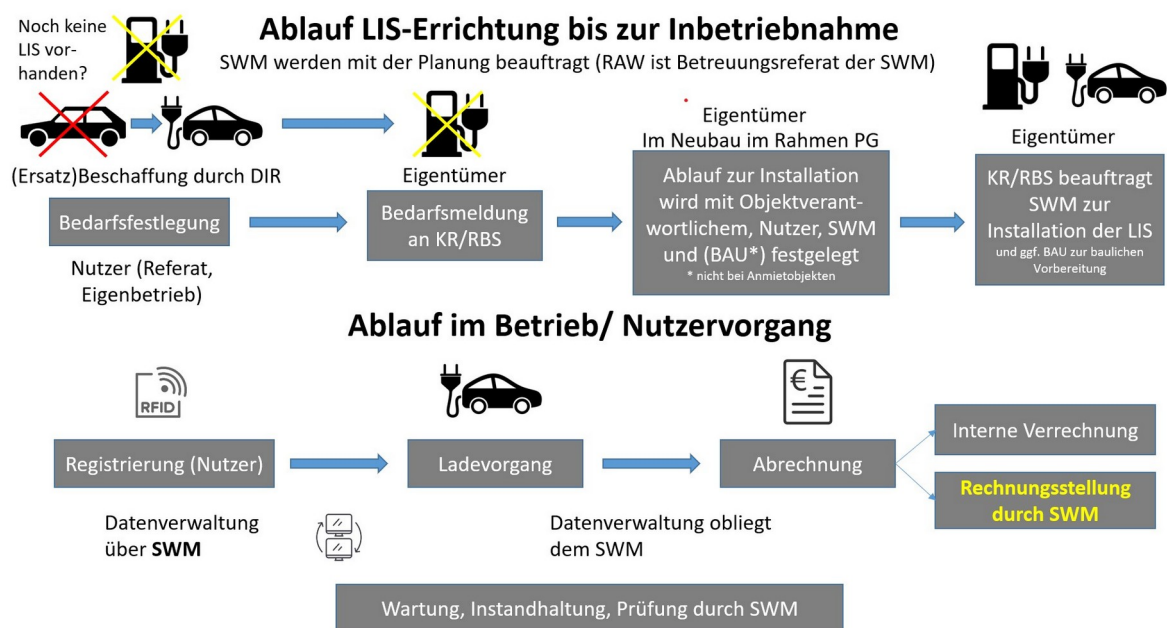 Ablauf LIS-Errichtung bis zur Inbetriebnahme
SWM werden mit der Planung beauftragt (RAW ist Betreuungsreferat der SWM)
Noch keine
LIS vor-
handen?
(Ersatz)Beschaffung durch DIR
Bedarfsfestlegung
Nutzer (Referat,
Eigenbetrieb)
Eigentümer
Bedarfsmeldung
an KR/RBS
Eigentümer
Im Neubau im Rahmen PG
Ablauf zur Installation
wird mit Objektverant-
wortlichem, Nutzer, SWM
und (BAU*) festgelegt
* nicht bei Anmietobjekten
Eigentümer
KR/RBS beauftragt
SWM zur
Installation der LIS
und ggf. BAU zur baulichen
Vorbereitung
Ablauf im Betrieb/ Nutzervorgang
RFID
Registrierung (Nutzer)
Ladevorgang
€
Abrechnung
Interne Verrechnung
Rechnungsstellung
durch SWM
Datenverwaltung
über SWM
Datenverwaltung obliegt
dem SWM
Wartung, Instandhaltung, Prüfung durch SWM